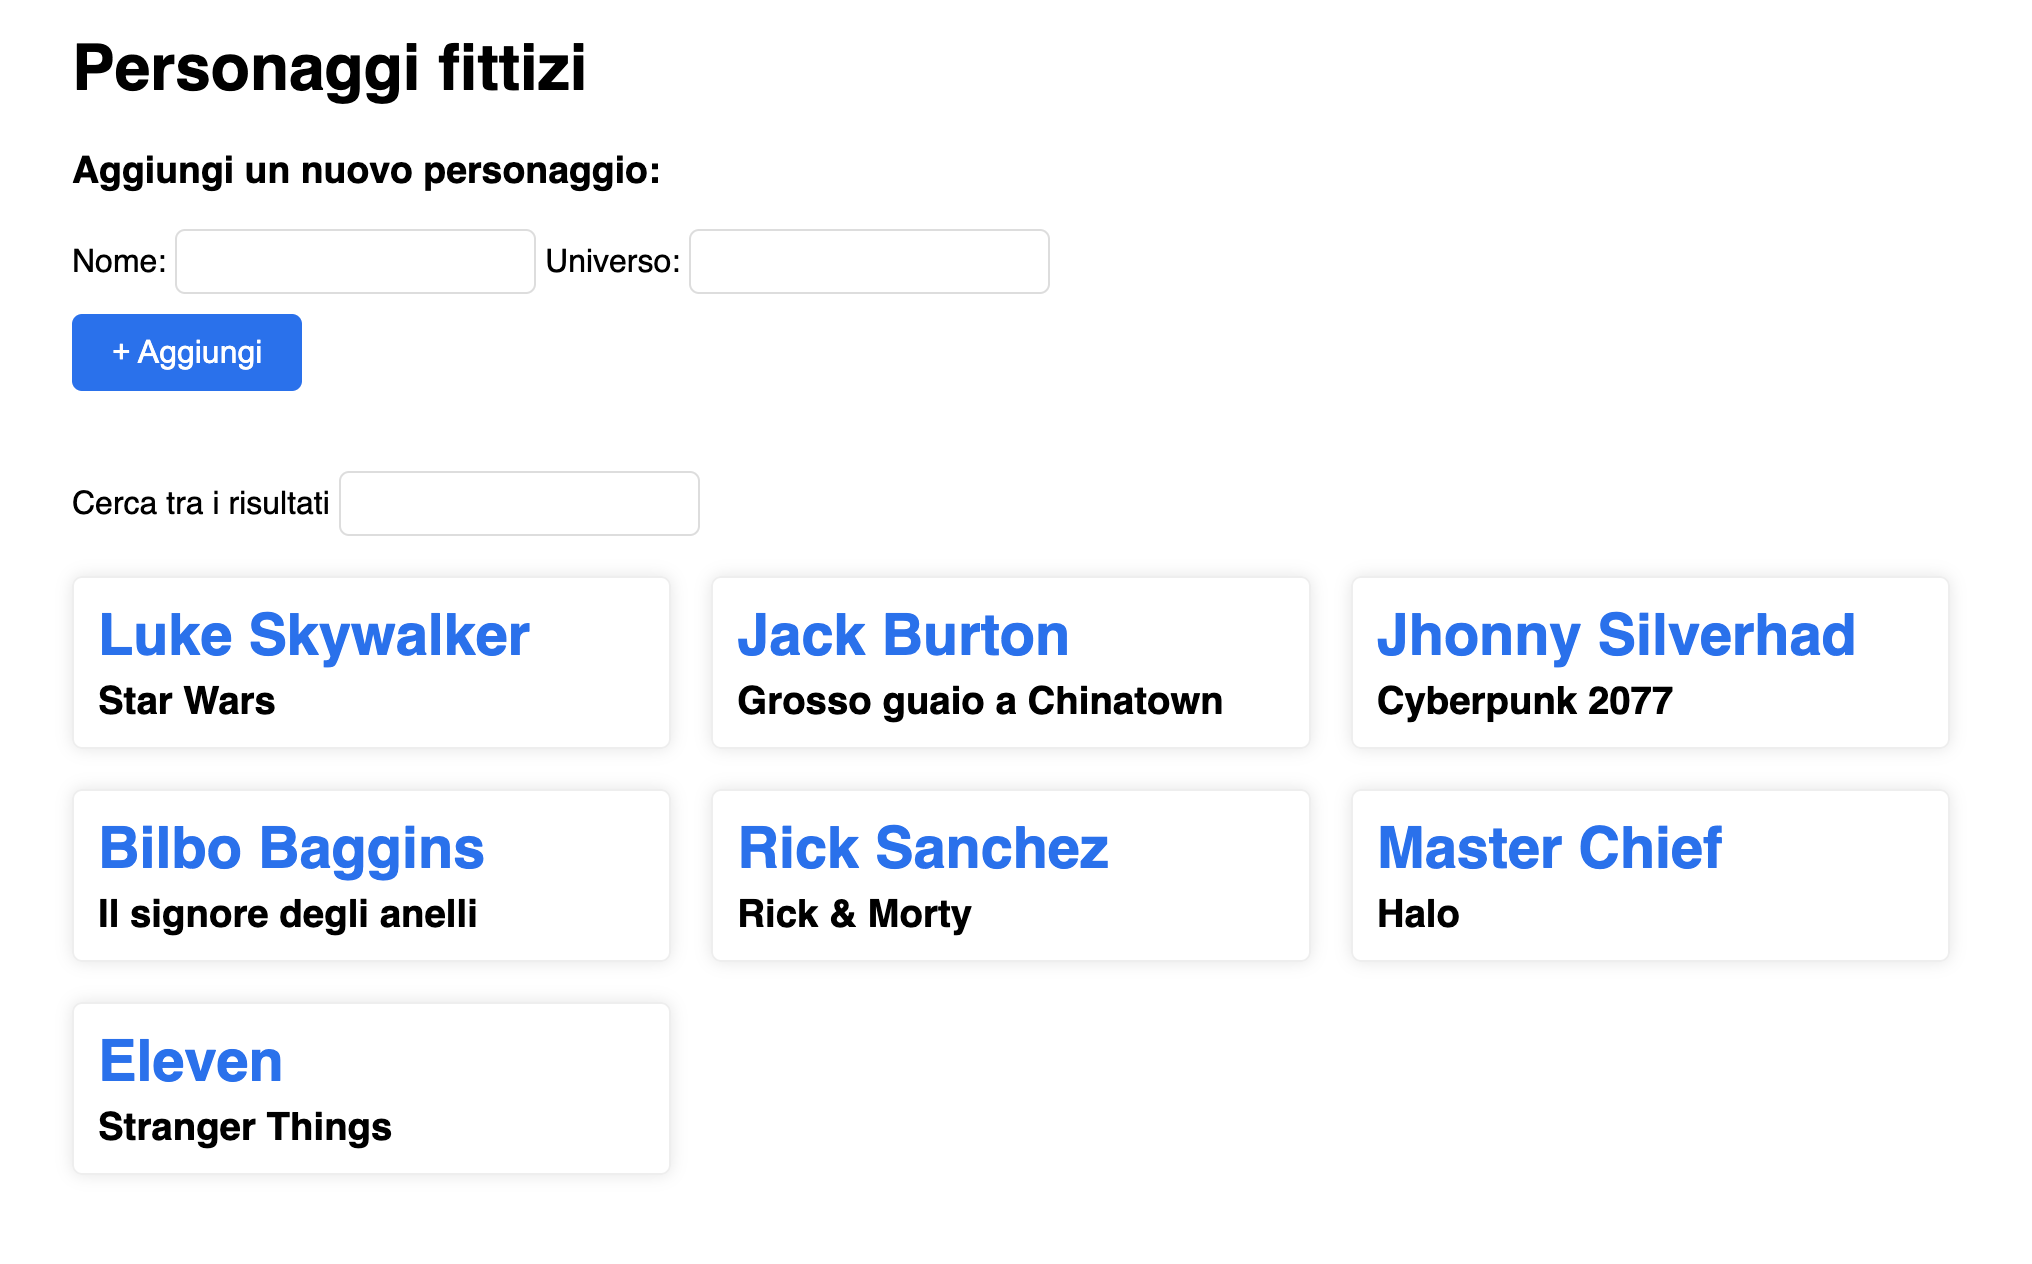 Personaggi fittizi
Aggiungi un nuovo personaggio:
Nome: Universo:
+ Aggiungi
Cerca tra i risultati
Luke Skywalker
Star Wars
Jack Burton
Grosso guaio a Chinatown
Jhonny Silverhad
Cyberpunk 2077
Bilbo Baggins
Il signore degli anelli
Rick Sanchez
Rick & Morty
Master Chief
Halo
Eleven
Stranger Things